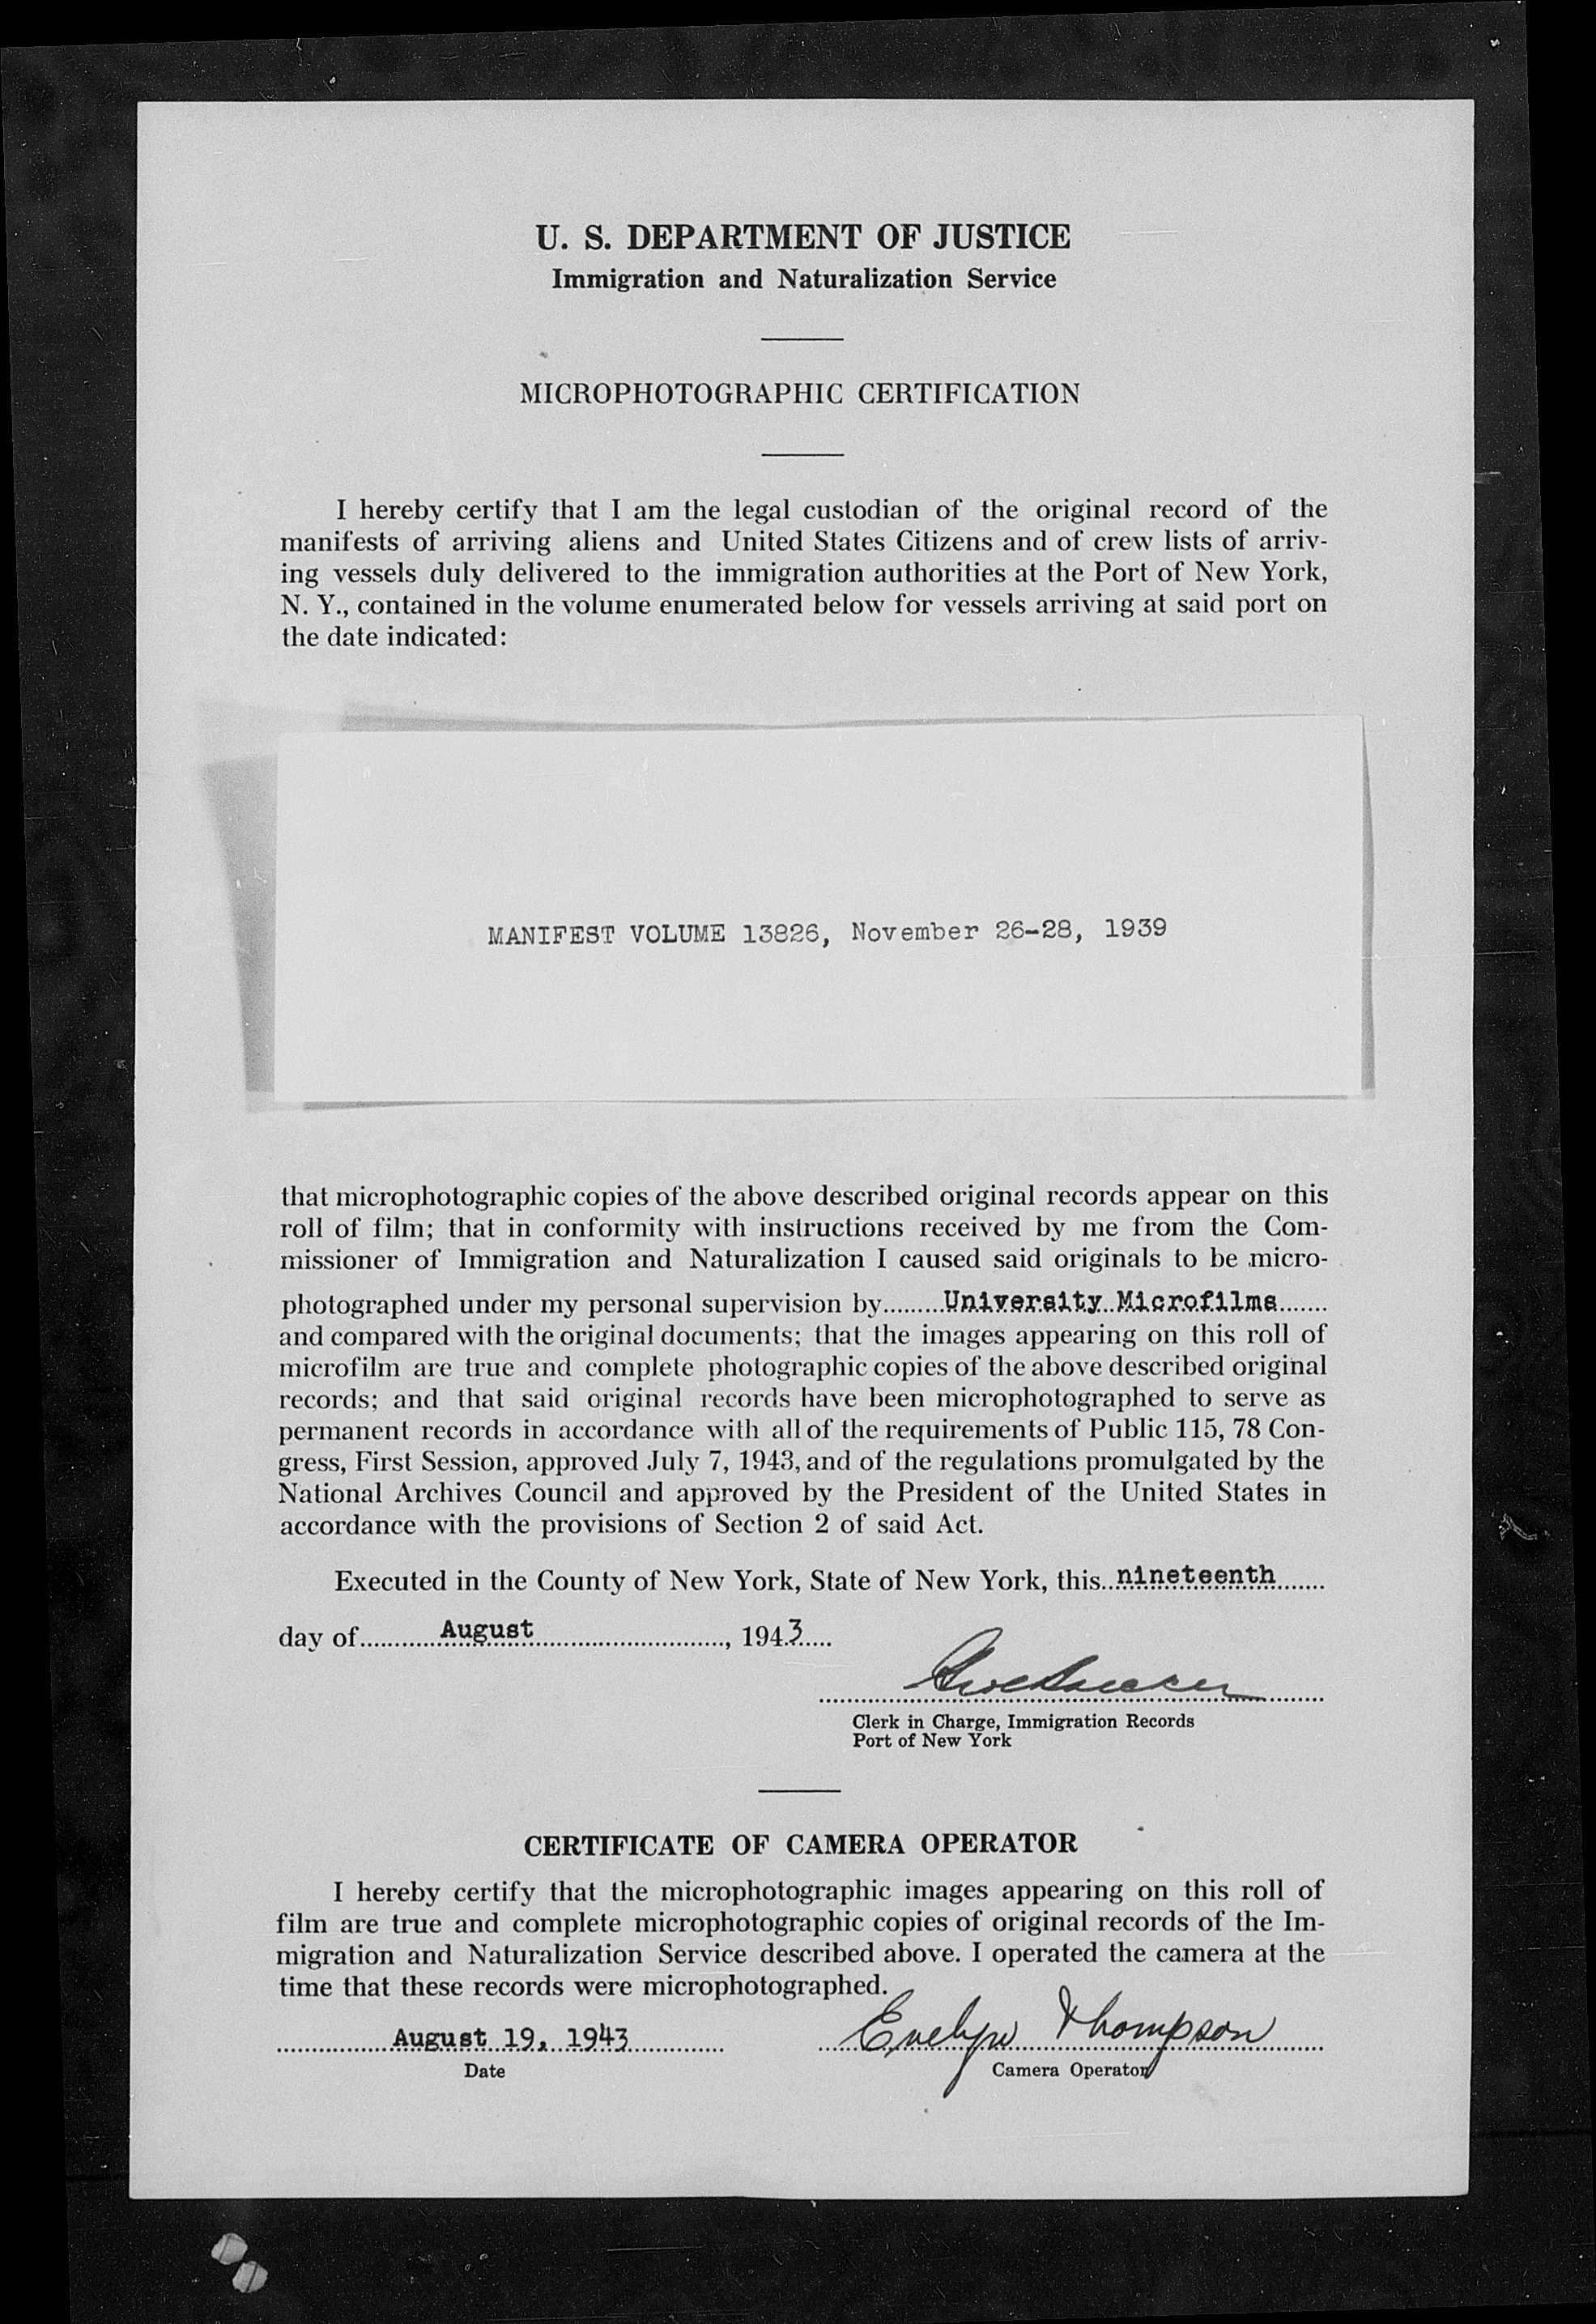 U. S. DEPARTMENT OF JUSTICE
Immigration and Naturalization Service
MICROPHOTOGRAPHIC CERTIFICATION
I hereby certify that I am the legal custodian of the original record of the
manifests of arriving aliens and United States Citizens and of crew lists of arriv-
ing vessels duly delivered to the immigration authorities at the Port of New York,
N. Y., contained in the volume enumerated below for vessels arriving at said port on
the date indicated:
MANIFEST VOLUME 13826, November 26-28, 1939
that microphotographic copies of the above described original records appear on this
roll of film; that in conformity with instructions received by me from the Com-
missioner of Immigration and Naturalization I caused said originals to be micro-
photographed under my personal supervision by University Microfilms
and compared with the original documents; that the images appearing on this roll of
microfilm are true and complete photographic copies of the above described original
records; and that said original records have been microphotographed to serve as
permanent records in accordance with all of the requirements of Public 115, 78 Con-
gress, First Session, approved July 7, 1943, and of the regulations promulgated by the
National Archives Council and approved by the President of the United States in
accordance with the provisions of Section 2 of said Act.
Executed in the County of New York, State of New York, this nineteenth
day of August, 1943
Clerk in Charge, Immigration Records
Port of New York
CERTIFICATE OF CAMERA OPERATOR
I hereby certify that the microphotographic images appearing on this roll of
film are true and complete microphotographic copies of original records of the Im-
migration and Naturalization Service described above. I operated the camera at the
time that these records were microphotographed.
August 19, 1943 Evelyn Thompson
Date Camera Operator